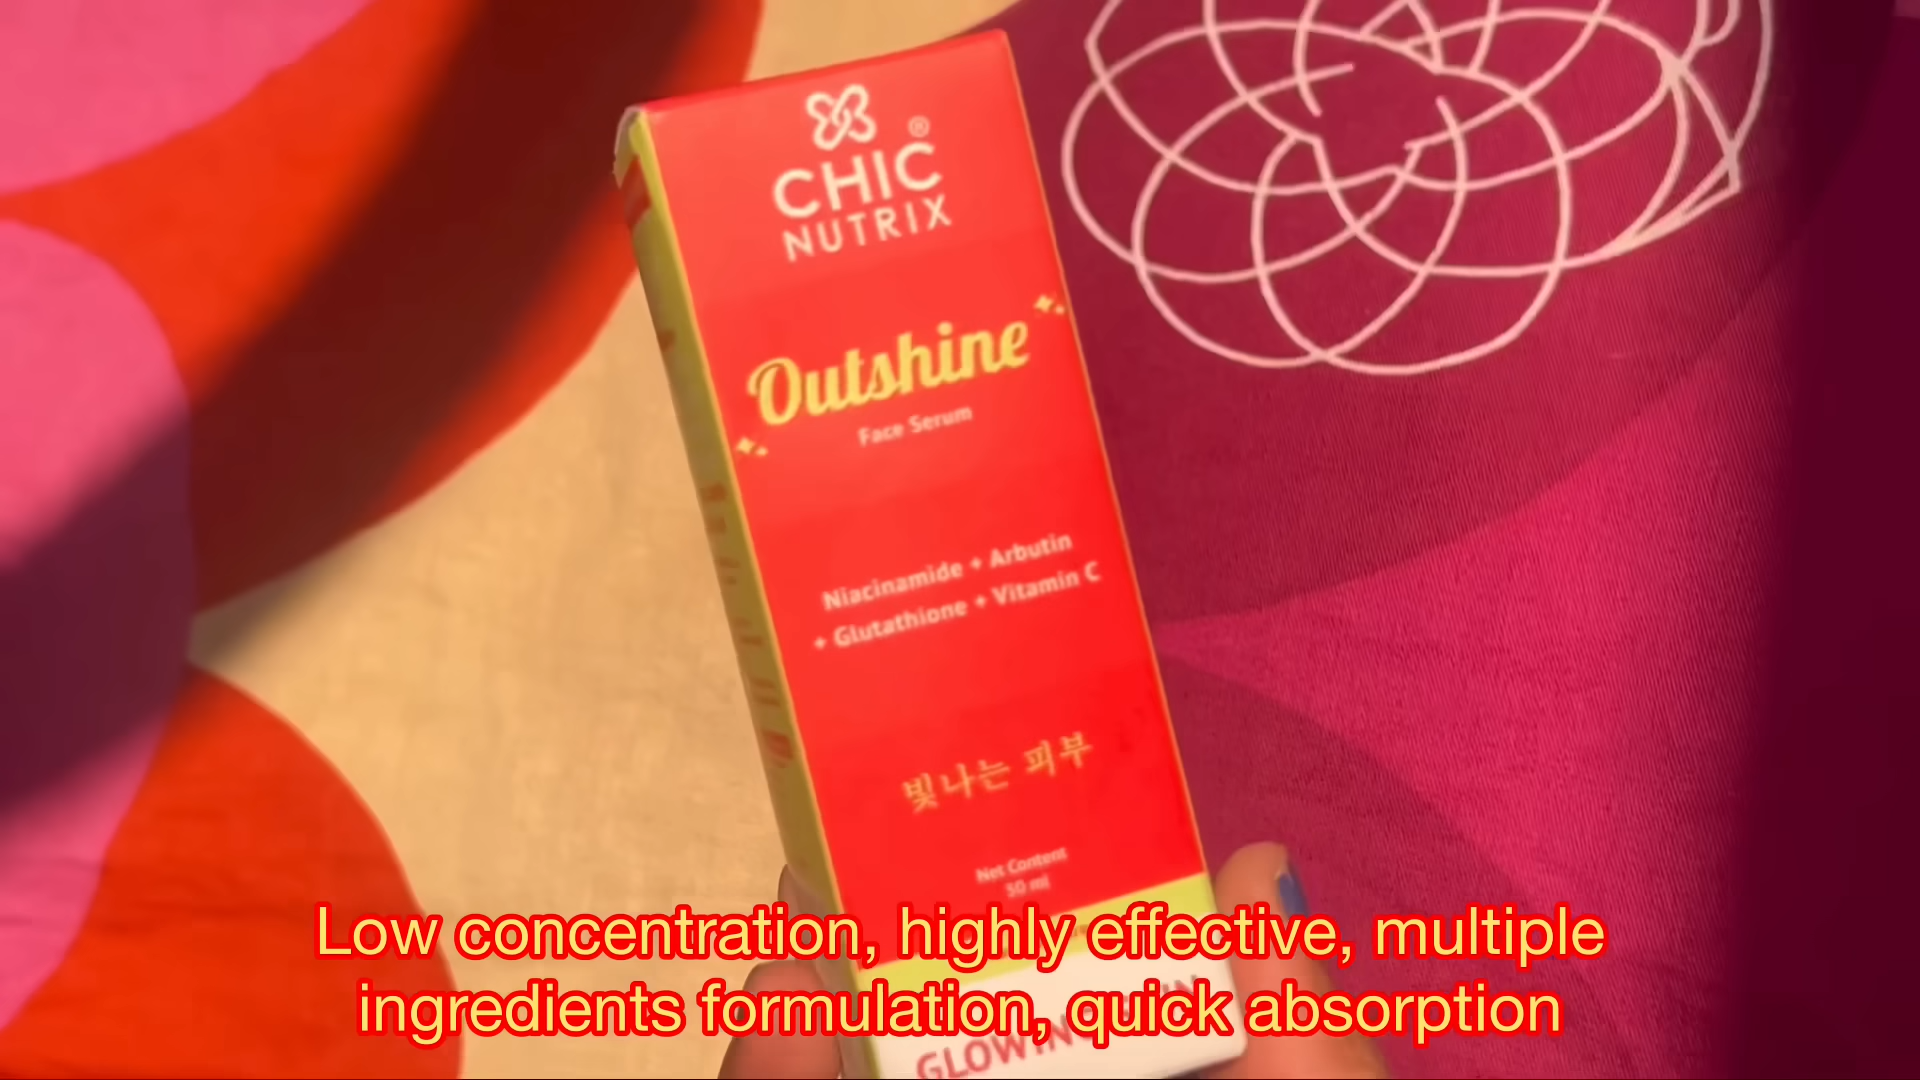 ®
CHIC
NUTRIX
Outshine
Face Serum
Niacinamide + Arbutin
+ Glutathione + Vitamin C
빛나는 피부
Net Content
30 ml
Low concentration, highly effective, multiple
ingredients formulation, quick absorption